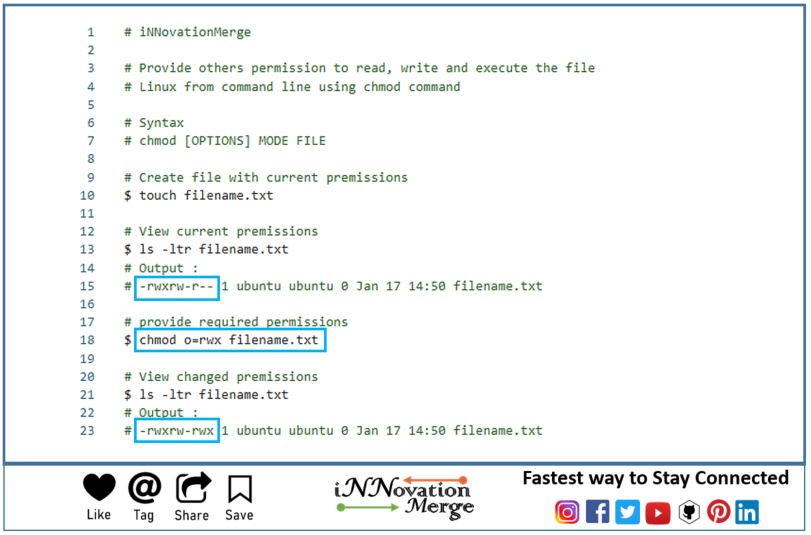 1 # iNNovationMerge
2
3 # Provide others permission to read, write and execute the file
4 # Linux from command line using chmod command
5
6 # Syntax
7 # chmod [OPTIONS] MODE FILE
8
9 # Create file with current premissions
10 $ touch filename.txt
11
12 # View current premissions
13 $ ls -ltr filename.txt
14 # Output :
15 # -rwxrw-r-- 1 ubuntu ubuntu 0 Jan 17 14:50 filename.txt
16
17 # provide required permissions
18 $ chmod o=rwx filename.txt
19
20 # View changed premissions
21 $ ls -ltr filename.txt
22 # Output :
23 # -rwxrw-rwx 1 ubuntu ubuntu 0 Jan 17 14:50 filename.txt
Like Tag Share Save
iNNovation
Merge
Fastest way to Stay Connected